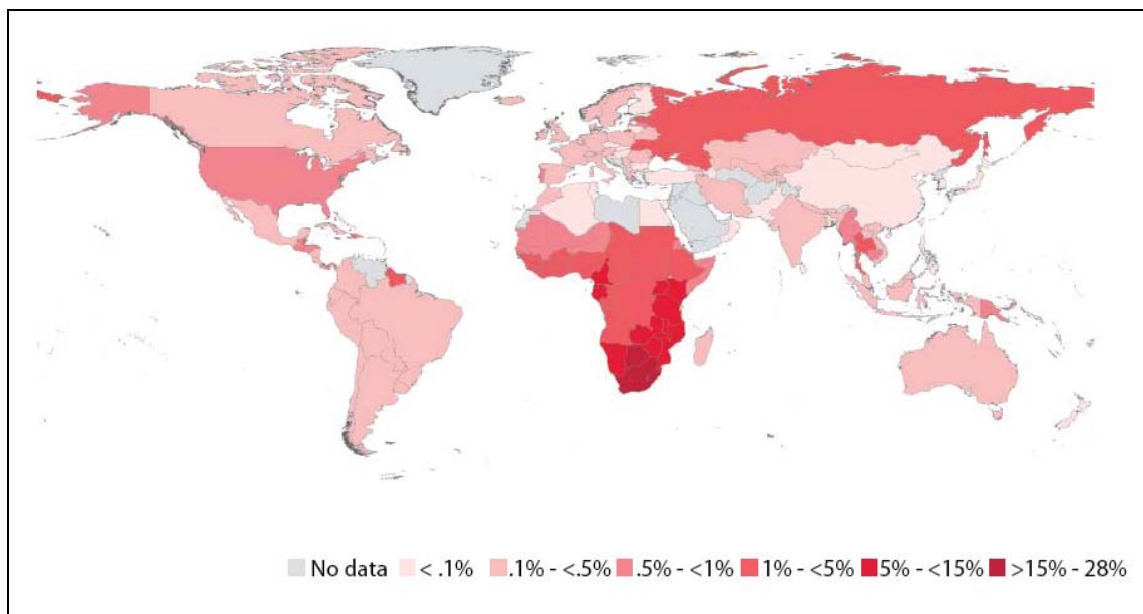 No data < .1% .1% - <.5% .5% - <1% 1% - <5% 5% - <15% >15% - 28%